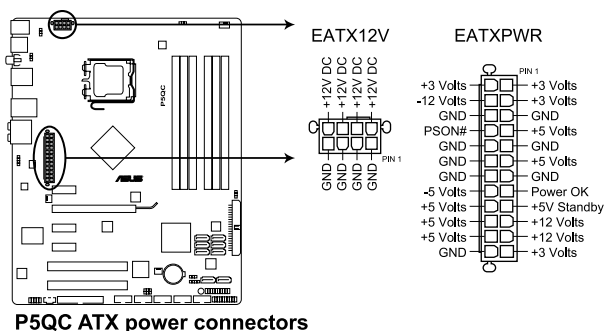 EATX12V
EATXPWR
+12V DC
+12V DC
+12V DC
+12V DC
GND
GND
GND
GND
PIN 1
PIN 1
+3 Volts +3 Volts
-12 Volts +3 Volts
GND GND
PSON# +5 Volts
GND GND
GND +5 Volts
GND GND
-5 Volts Power OK
+5 Volts +5V Standby
+5 Volts +12 Volts
+5 Volts +12 Volts
GND +3 Volts
P5QC
ASUS
P5QC ATX power connectors